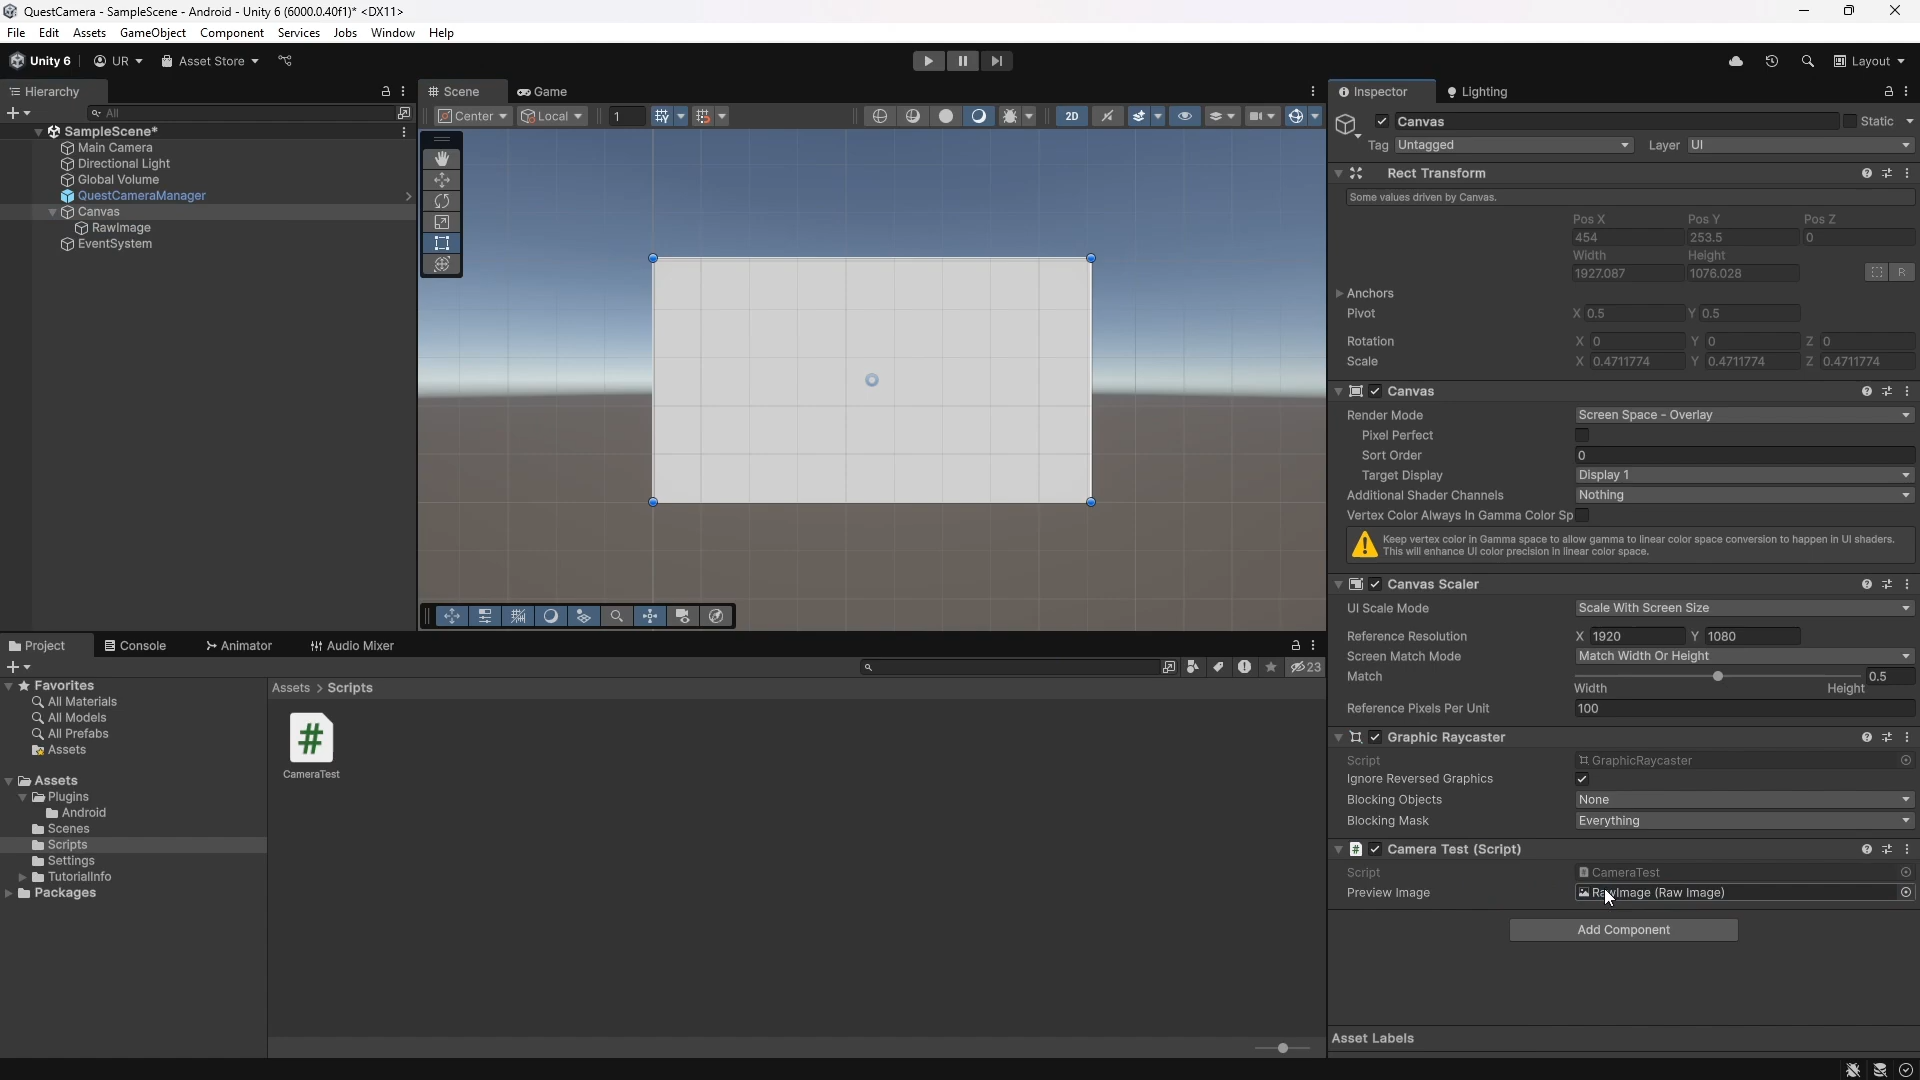 QuestCamera - SampleScene - Android - Unity 6 (6000.0.40f1)* <DX11>
File Edit Assets GameObject Component Services Jobs Window Help
Unity 6 UR Asset Store Layout
Hierarchy Scene Game Inspector Lighting
All Center Local 1 2D
SampleScene*
Main Camera
Directional Light
Global Volume
QuestCameraManager
Canvas
RawImage
EventSystem
Canvas Static
Tag Untagged Layer UI
Rect Transform
Some values driven by Canvas.
Pos X Pos Y Pos Z
454 253.5 0
Width Height
1927.087 1076.028 R
Anchors
Pivot X 0.5 Y 0.5
Rotation X 0 Y 0 Z 0
Scale X 0.4711774 Y 0.4711774 Z 0.4711774
Canvas
Render Mode Screen Space - Overlay
Pixel Perfect
Sort Order 0
Target Display Display 1
Additional Shader Channels Nothing
Vertex Color Always In Gamma Color Sp
Keep vertex color in Gamma space to allow gamma to linear color space conversion to happen in UI shaders.
This will enhance UI color precision in linear color space.
Canvas Scaler
UI Scale Mode Scale With Screen Size
Reference Resolution X 1920 Y 1080
Screen Match Mode Match Width Or Height
Match 0.5
Width Height
Reference Pixels Per Unit 100
Graphic Raycaster
Script GraphicRaycaster
Ignore Reversed Graphics
Blocking Objects None
Blocking Mask Everything
# Camera Test (Script)
Script CameraTest
Preview Image RawImage (Raw Image)
Add Component
Asset Labels
Project Console Animator Audio Mixer
23
Favorites
All Materials
All Models
All Prefabs
Assets
Assets
Plugins
Android
Scenes
Scripts
Settings
TutorialInfo
Packages
Assets > Scripts
#
CameraTest